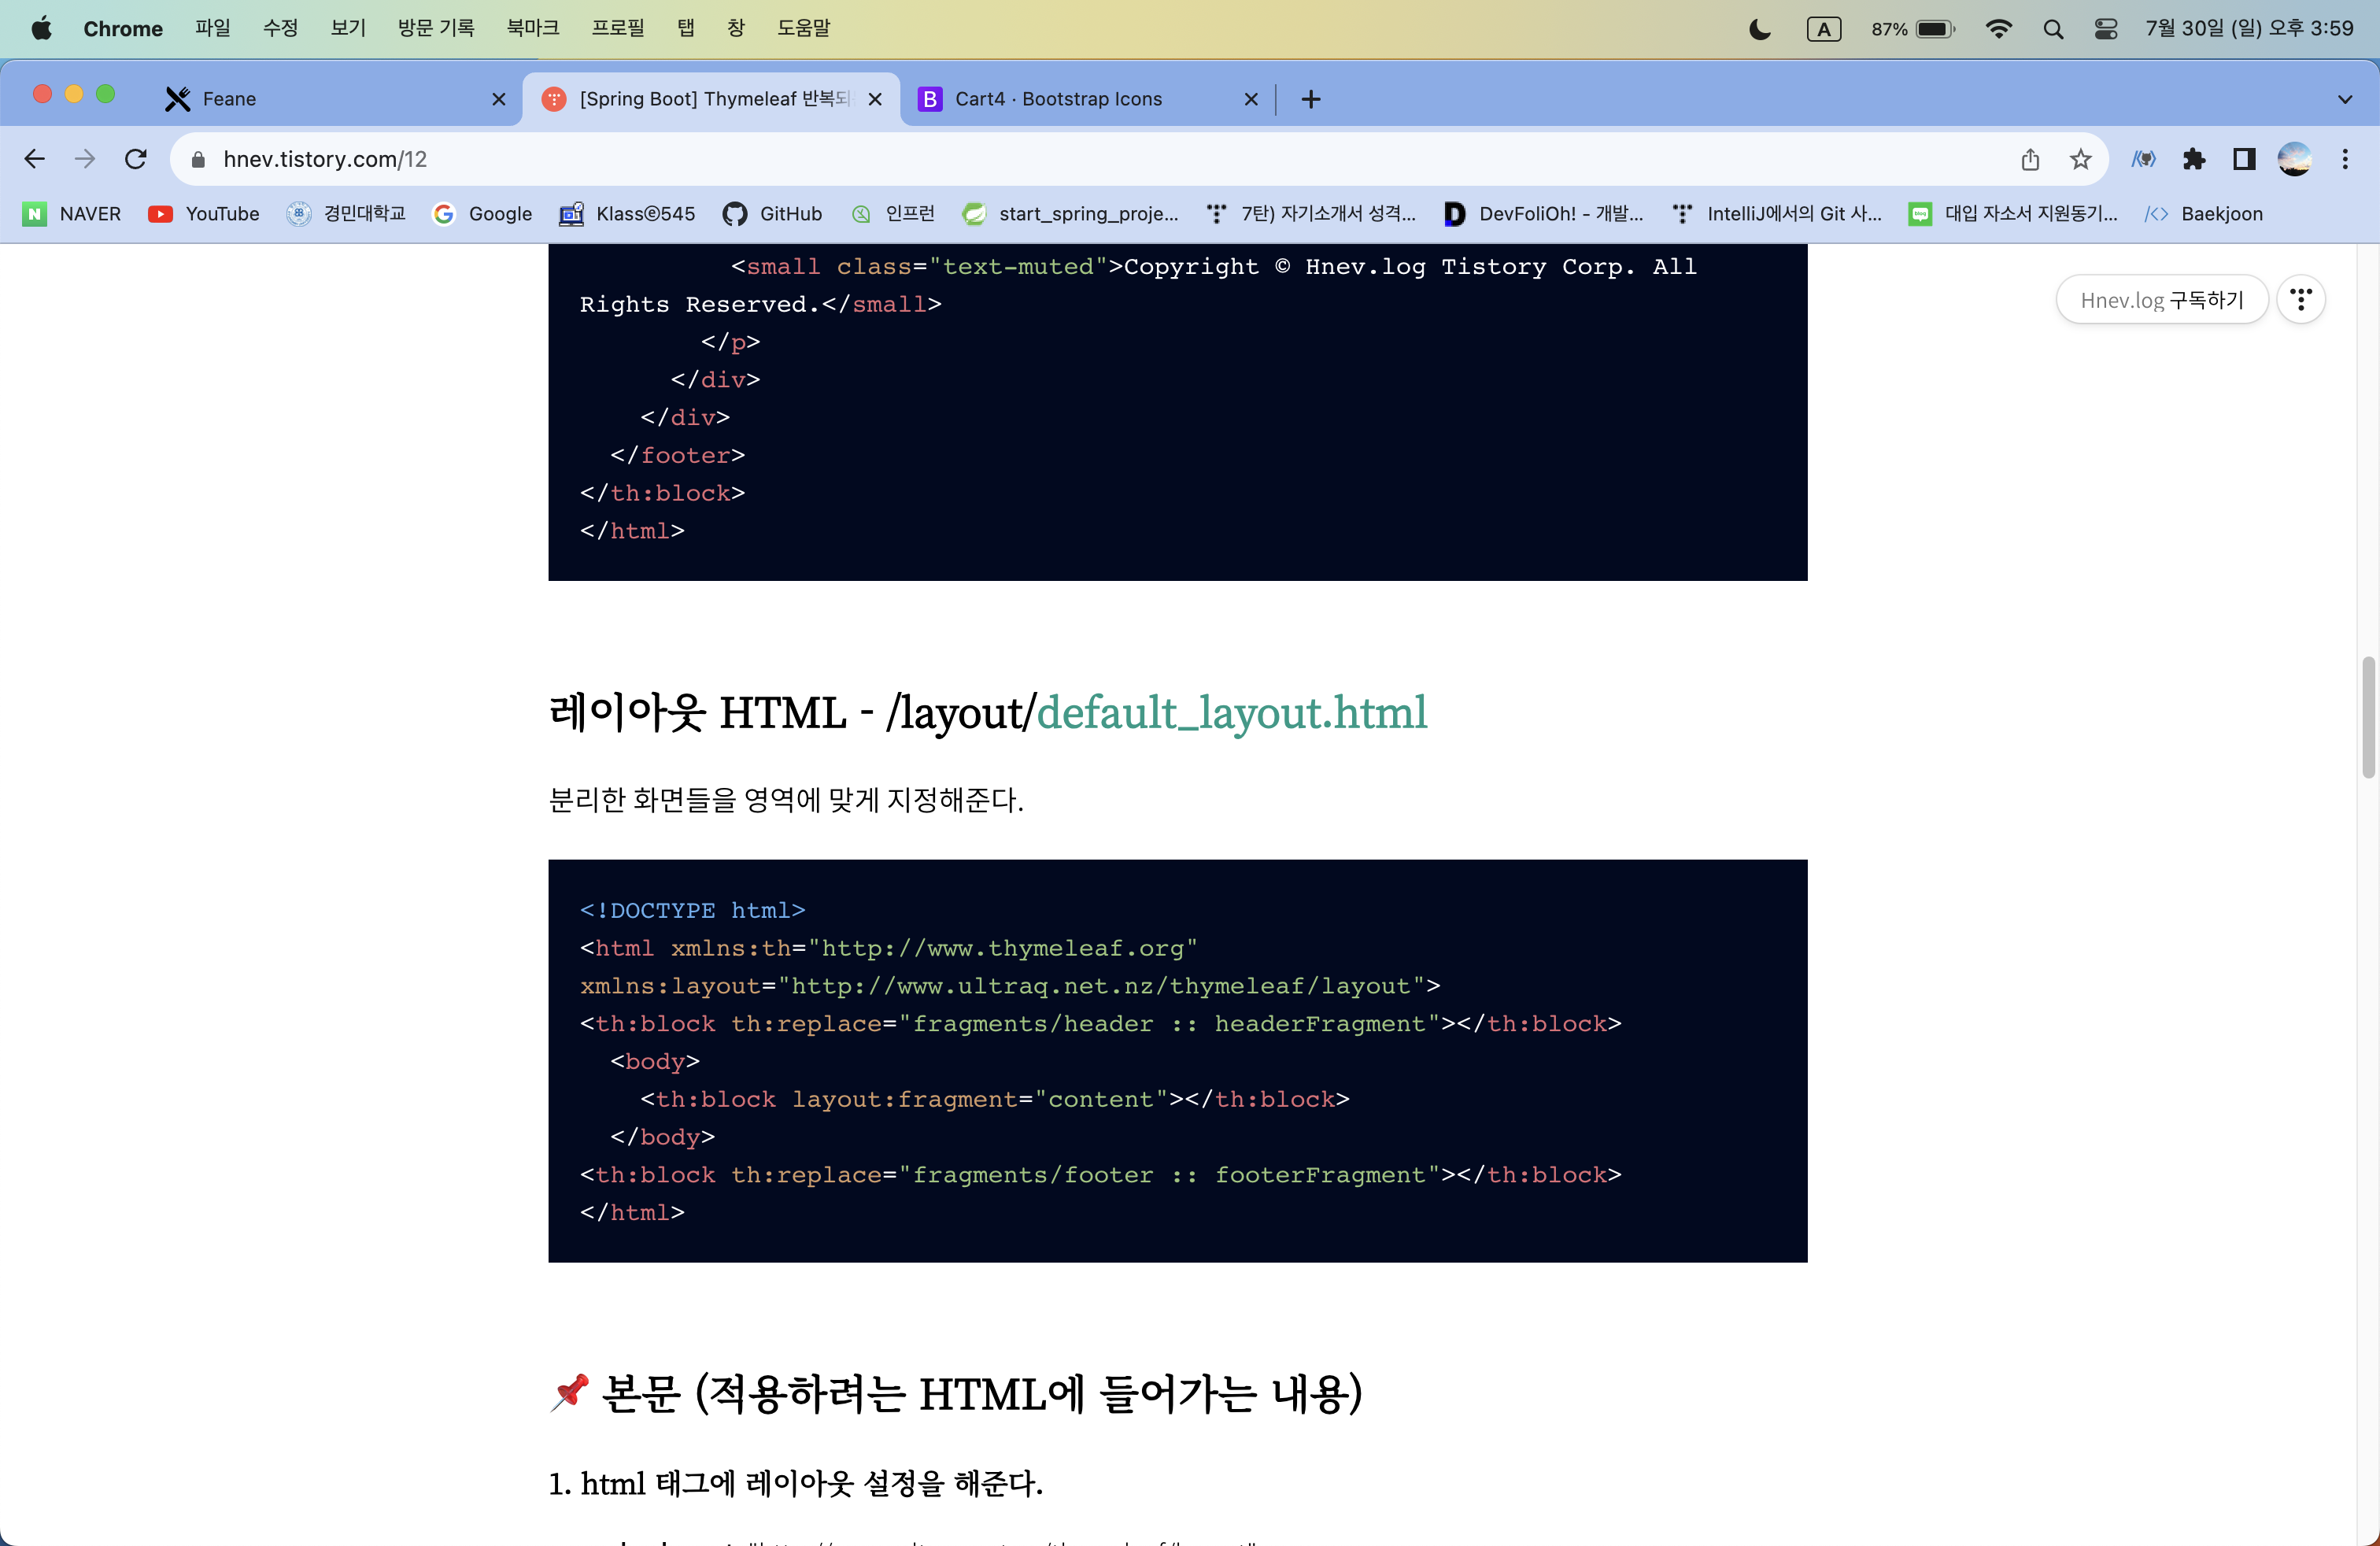 Chrome 파일 수정 보기 방문 기록 북마크 프로필 탭 창 도움말 A 87% 7월 30일 (일) 오후 3:59
Feane [Spring Boot] Thymeleaf 반복되 Cart4 · Bootstrap Icons
hnev.tistory.com/12
NAVER YouTube 경민대학교 Google Klassⓔ545 GitHub 인프런 start_spring_proje... 7탄) 자기소개서 성격... DevFoliOh! - 개발... IntelliJ에서의 Git 사... 대입 자소서 지원동기... Baekjoon
Hnev.log 구독하기
<small class="text-muted">Copyright © Hnev.log Tistory Corp. All
Rights Reserved.</small>
</p>
</div>
</div>
</footer>
</th:block>
</html>
레이아웃 HTML - /layout/default_layout.html
분리한 화면들을 영역에 맞게 지정해준다.
<!DOCTYPE html>
<html xmlns:th="http://www.thymeleaf.org"
xmlns:layout="http://www.ultraq.net.nz/thymeleaf/layout">
<th:block th:replace="fragments/header :: headerFragment"></th:block>
<body>
<th:block layout:fragment="content"></th:block>
</body>
<th:block th:replace="fragments/footer :: footerFragment"></th:block>
</html>
📌 본문 (적용하려는 HTML에 들어가는 내용)
1. html 태그에 레이아웃 설정을 해준다.